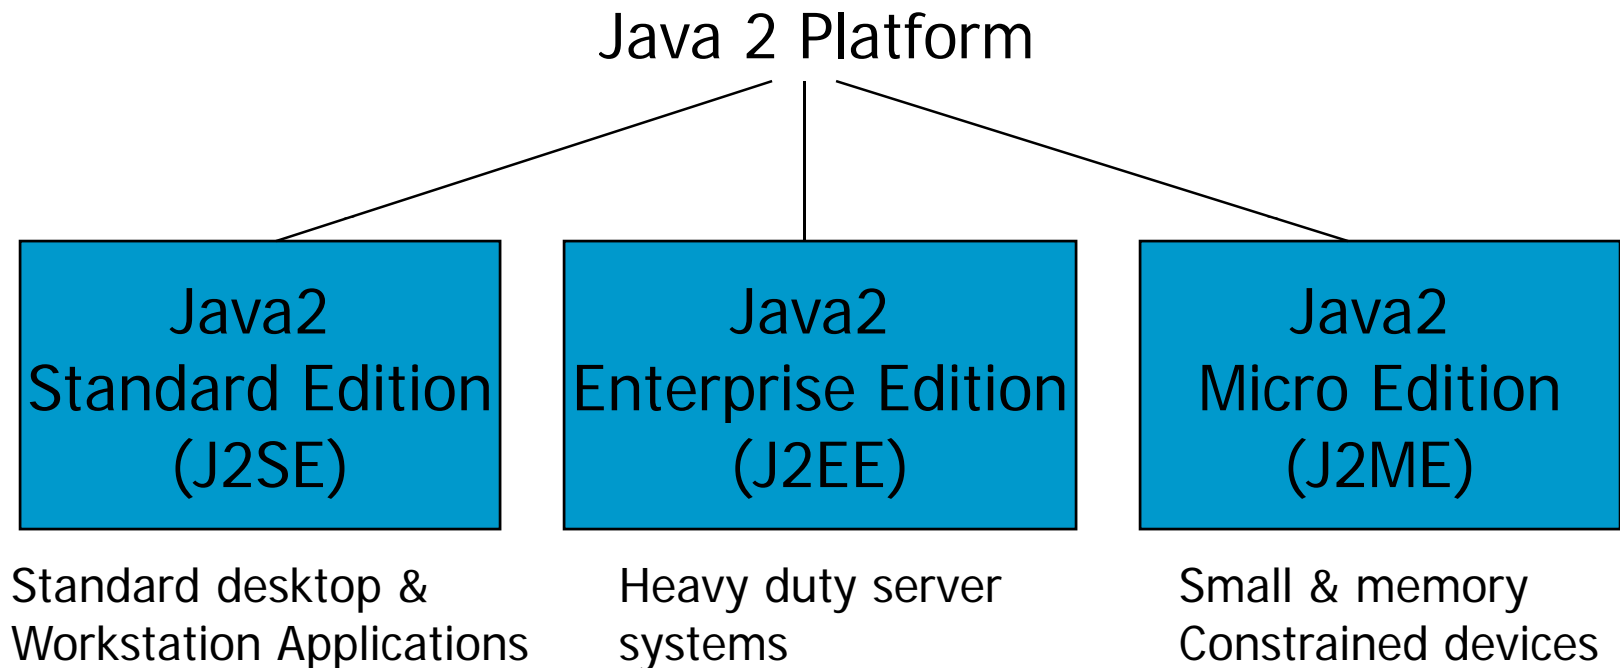 Java 2 Platform
Java2
Standard Edition
(J2SE)
Java2
Enterprise Edition
(J2EE)
Java2
Micro Edition
(J2ME)
Standard desktop &
Workstation Applications
Heavy duty server
systems
Small & memory
Constrained devices